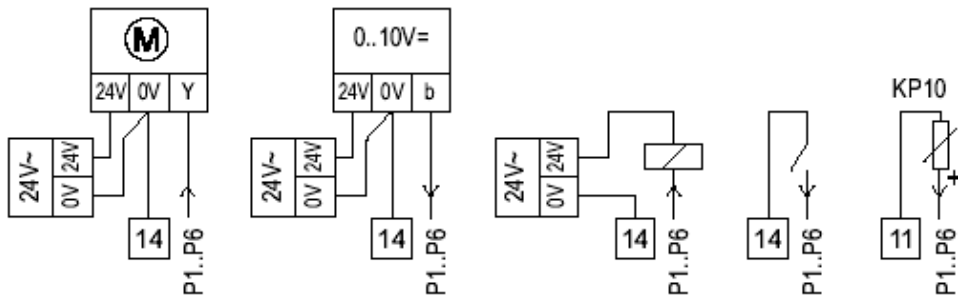 M
24V 0V Y
24V~ 24V 0V
14 P1..P6
0..10V=
24V 0V b
24V~ 24V 0V
14 P1..P6
24V~ 24V 0V
14 P1..P6
14 P1..P6
KP10
+
11 P1..P6